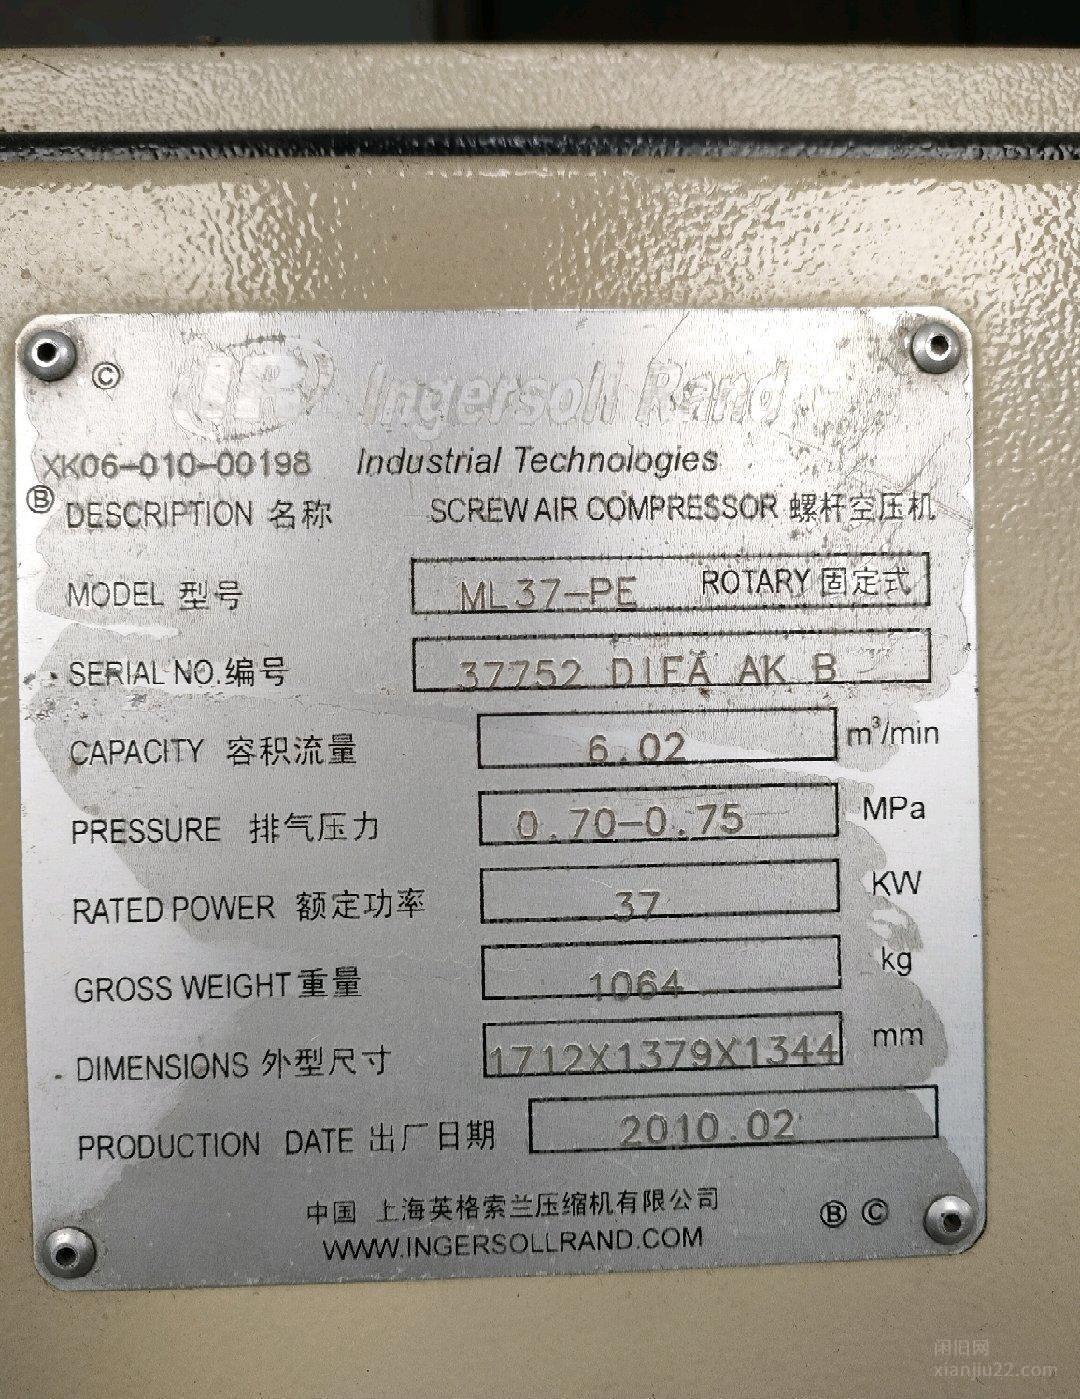 © IR Ingersoll Rand
XK06-010-00198 Industrial Technologies
Ⓑ DESCRIPTION 名称 SCREW AIR COMPRESSOR 螺杆空压机
MODEL 型号 ML37-PE ROTARY 固定式
SERIAL NO.编号 37752 DIFA AK B
CAPACITY 容积流量 6.02 m³/min
PRESSURE 排气压力 0.70-0.75 MPa
RATED POWER 额定功率 37 KW
GROSS WEIGHT 重量 1064 kg
DIMENSIONS 外型尺寸 1712X1379X1344 mm
PRODUCTION DATE 出厂日期 2010.02
中国 上海英格索兰压缩机有限公司 Ⓑ ©
WWW.INGERSOLLRAND.COM
闲旧网
xianjiu22.com